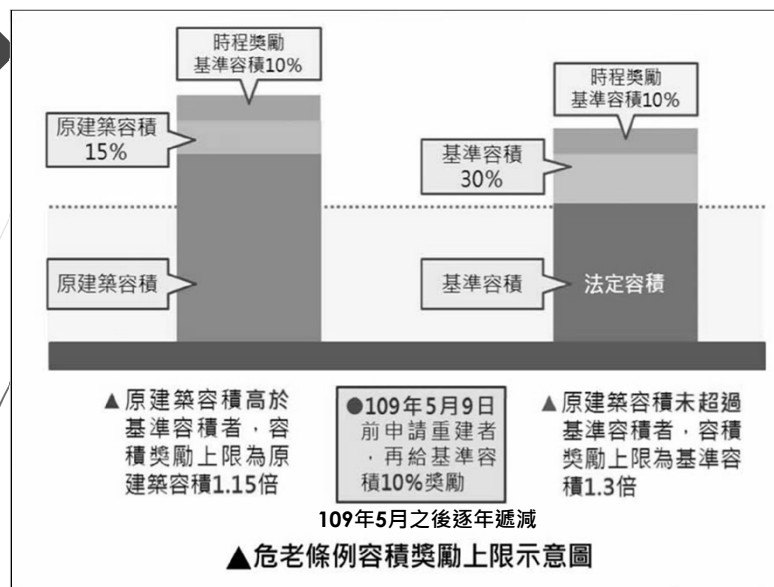 時程獎勵
基準容積10%
時程獎勵
基準容積10%
原建築容積
15%
基準容積
30%
原建築容積
基準容積
法定容積
▲原建築容積高於
基準容積者，容
積獎勵上限為原
建築容積1.15倍
●109年5月9日
前申請重建者
，再給基準容
積10%獎勵
▲原建築容積未超過
基準容積者，容積
獎勵上限為基準容
積1.3倍
109年5月之後逐年遞減
▲危老條例容積獎勵上限示意圖